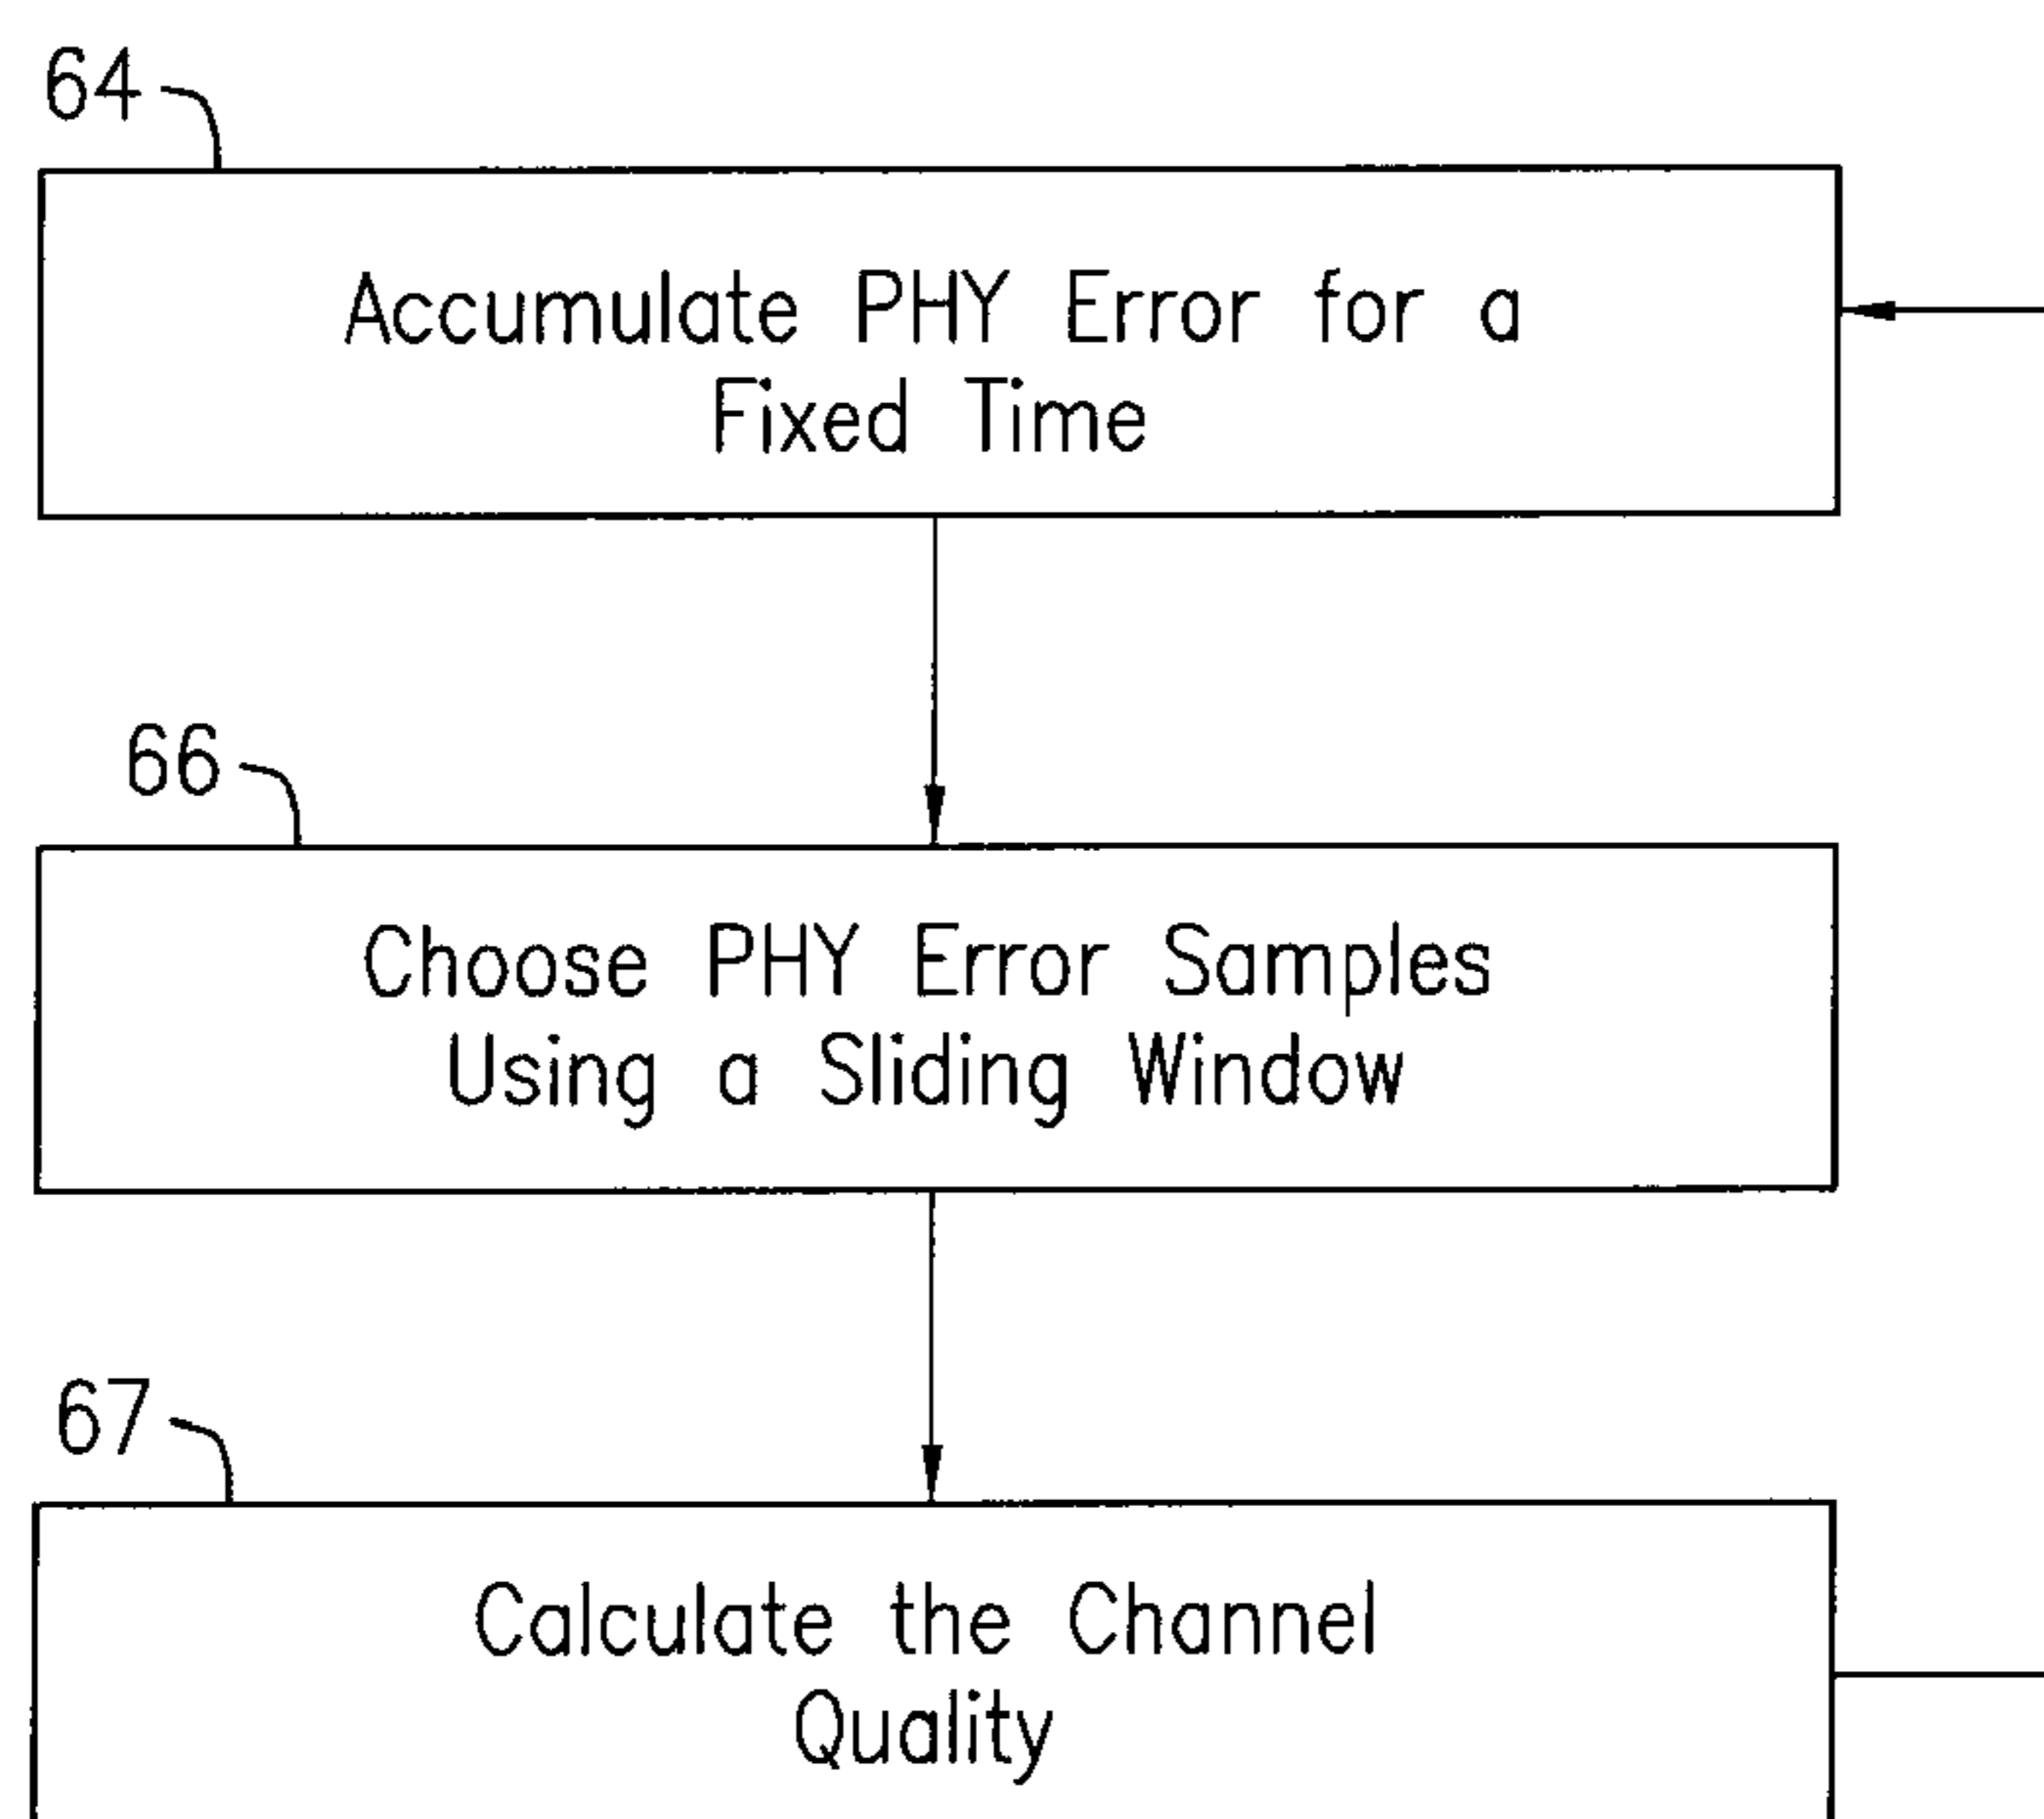 64
Accumulate PHY Error for a
Fixed Time
66
Choose PHY Error Samples
Using a Sliding Window
67
Calculate the Channel
Quality